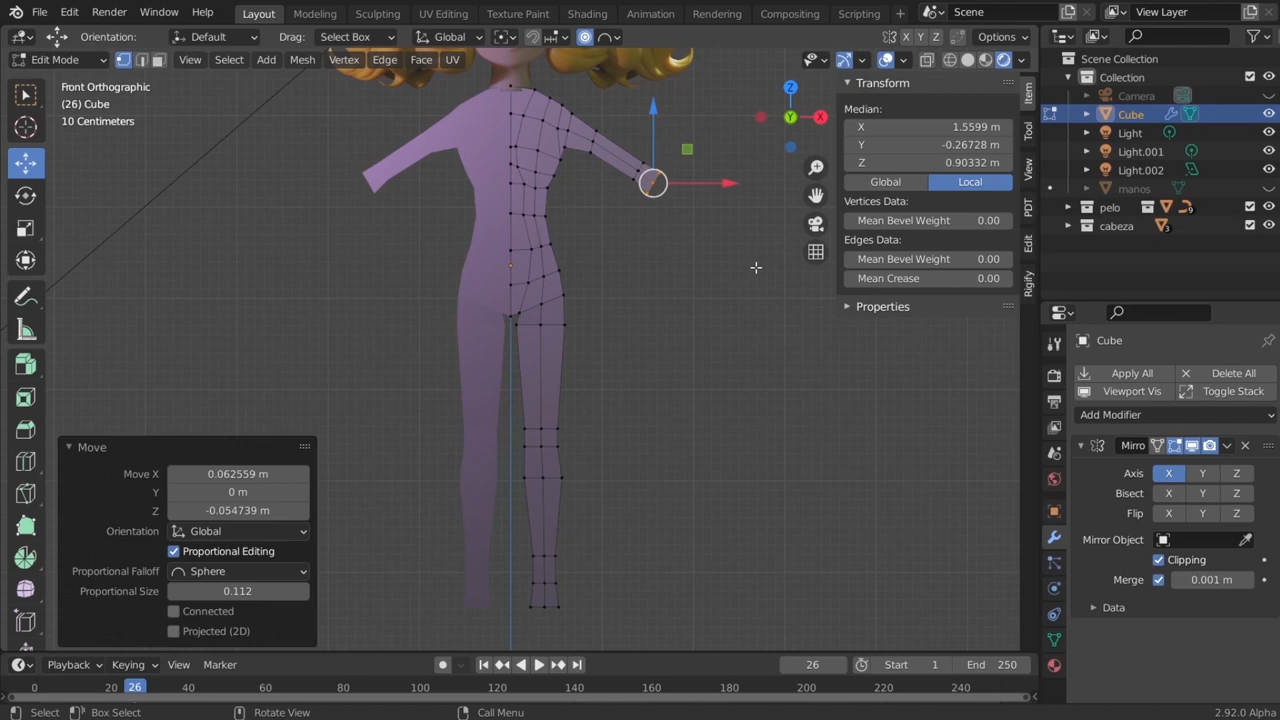 File Edit Render Window Help Layout Modeling Sculpting UV Editing Texture Paint Shading Animation Rendering Compositing Scripting + Scene View Layer
Orientation: Default Drag: Select Box Global X Y Z Options
Edit Mode View Select Add Mesh Vertex Edge Face UV
Front Orthographic
(26) Cube
10 Centimeters
Z
Y
X
Transform
Median:
X 1.5599 m
Y -0.26728 m
Z 0.90332 m
Global Local
Vertices Data:
Mean Bevel Weight 0.00
Edges Data:
Mean Bevel Weight 0.00
Mean Crease 0.00
Properties
Item
Tool
View
PDT
Edit
Rigify
Scene Collection
Collection
Camera
Cube
Light
Light.001
Light.002
manos
pelo 9
cabeza 3
Cube
Apply All Delete All
Viewport Vis Toggle Stack
Add Modifier
Mirro
Axis X Y Z
Bisect X Y Z
Flip X Y Z
Mirror Object
Clipping
Merge 0.001 m
Data
Move
Move X 0.062559 m
Y 0 m
Z -0.054739 m
Orientation Global
Proportional Editing
Proportional Falloff Sphere
Proportional Size 0.112
Connected
Projected (2D)
Playback Keying View Marker 26 Start 1 End 250
0 20 26 40 60 80 100 120 140 160 180 200 220 240
Select Box Select Rotate View Call Menu 2.92.0 Alpha